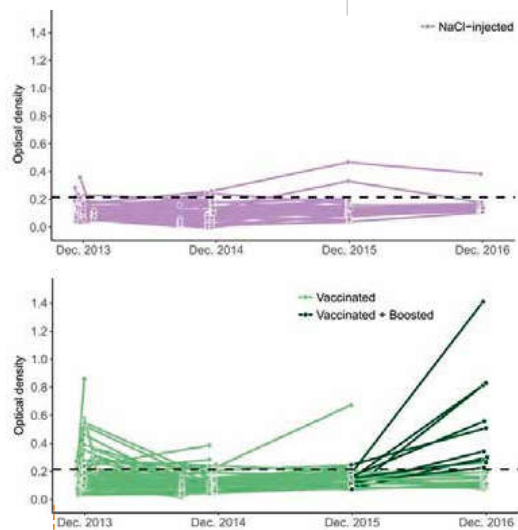 NaCl-injected
Optical density
1.4
1.2
1.0
0.8
0.6
0.4
0.2
0.0
Dec. 2013
Dec. 2014
Dec. 2015
Dec. 2016
Vaccinated
Vaccinated + Boosted
Optical density
1.4
1.2
1.0
0.8
0.6
0.4
0.2
0.0
Dec. 2013
Dec. 2014
Dec. 2015
Dec. 2016